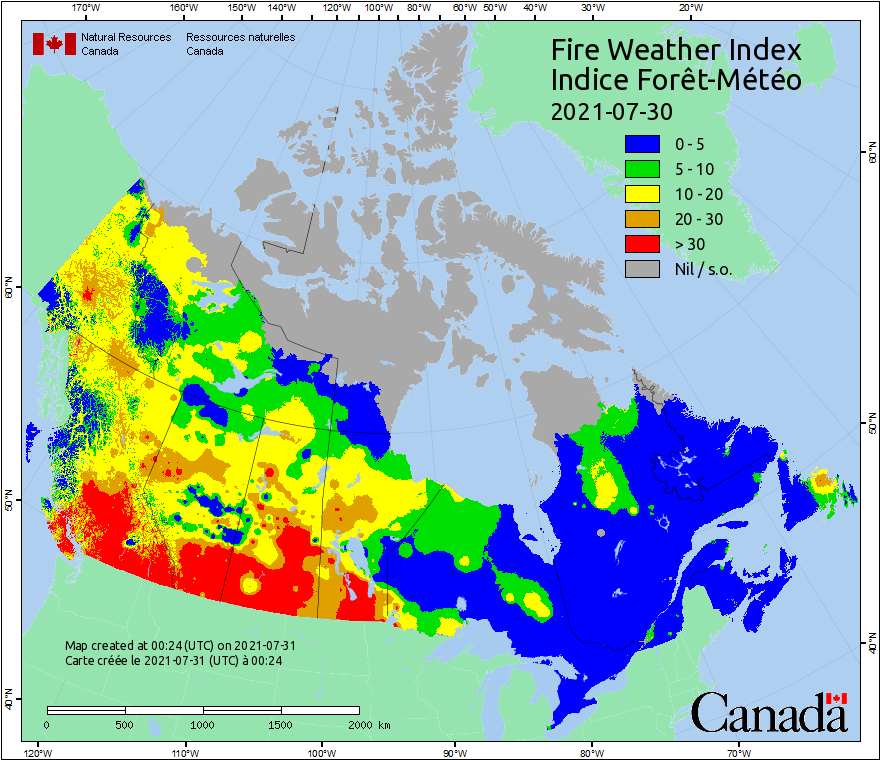 170°W 160°W 150°W 140°W 130°W 120°W 110°W 100°W 90°W 80°W 70°W 60°W 50°W 40°W 30°W 20°W
Natural Resources Ressources naturelles
Canada Canada
Fire Weather Index
Indice Forêt-Météo
2021-07-30
0 - 5
5 - 10
10 - 20
20 - 30
> 30
Nil / s.o.
60°N
60°N
50°N
50°N
40°N
40°N
Map created at 00:24 (UTC) on 2021-07-31
Carte créée le 2021-07-31 (UTC) à 00:24
0 500 1000 1500 2000 km
Canada
120°W 110°W 100°W 90°W 80°W 70°W